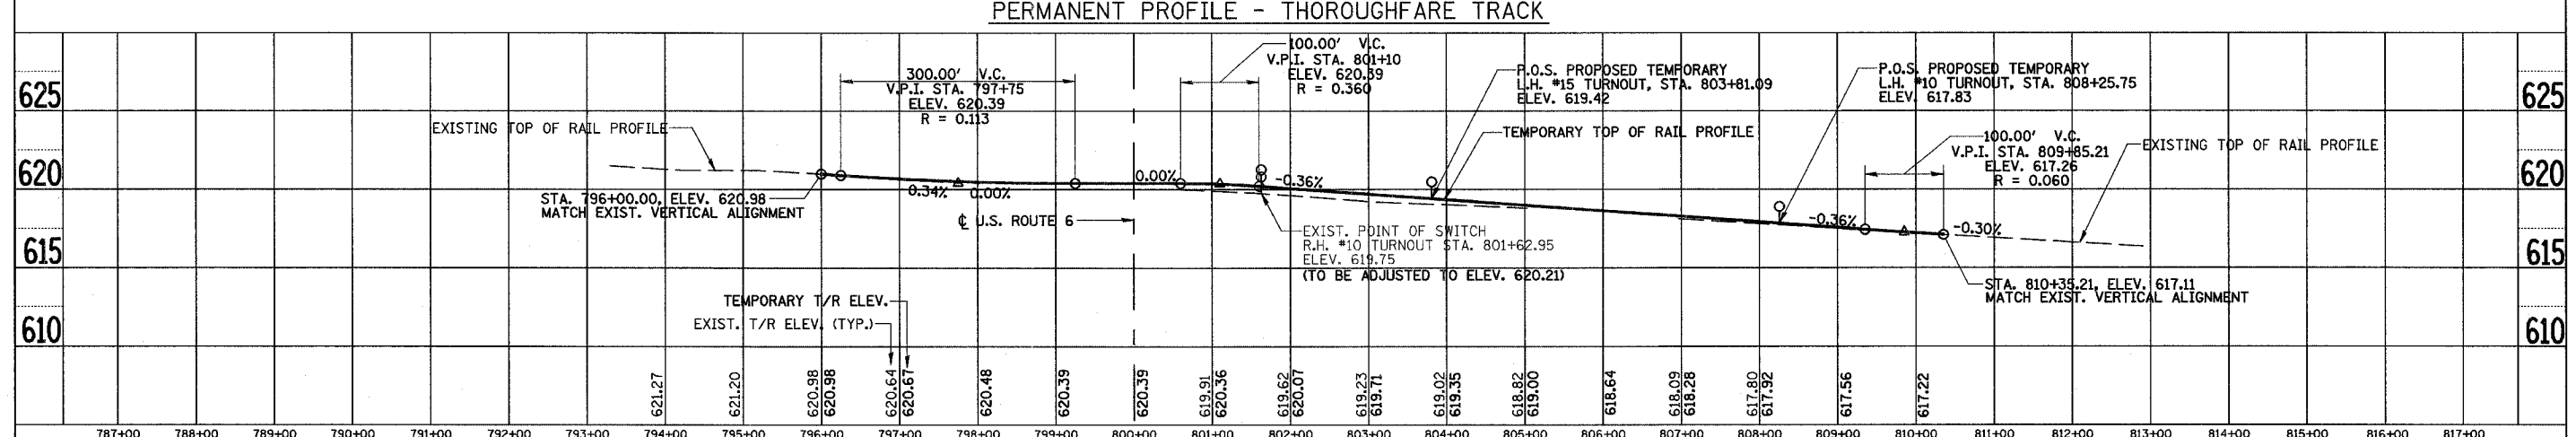 PERMANENT PROFILE - THOROUGHFARE TRACK
625
620
615
610
EXISTING TOP OF RAIL PROFILE
300.00' V.C.
V.P.I. STA. 797+75
ELEV. 620.39
R = 0.113
100.00' V.C.
V.P.I. STA. 801+10
ELEV. 620.39
R = 0.360
P.O.S. PROPOSED TEMPORARY
L.H. #15 TURNOUT, STA. 803+81.09
ELEV. 619.42
TEMPORARY TOP OF RAIL PROFILE
P.O.S. PROPOSED TEMPORARY
L.H. #10 TURNOUT, STA. 808+25.75
ELEV. 617.83
100.00' V.C.
V.P.I. STA. 809+85.21
ELEV. 617.26
R = 0.060
EXISTING TOP OF RAIL PROFILE
625
620
615
610
STA. 796+00.00, ELEV. 620.98
MATCH EXIST. VERTICAL ALIGNMENT
0.34%
0.00%
0.00%
-0.36%
-0.36%
-0.30%
℄ U.S. ROUTE 6
EXIST. POINT OF SWITCH
R.H. #10 TURNOUT STA. 801+62.95
ELEV. 619.75
(TO BE ADJUSTED TO ELEV. 620.21)
STA. 810+35.21, ELEV. 617.11
MATCH EXIST. VERTICAL ALIGNMENT
TEMPORARY T/R ELEV.
EXIST. T/R ELEV. (TYP.)
621.27
621.20
620.98
620.98
620.64
620.67
620.48
620.39
620.39
619.91
620.36
619.62
620.07
619.23
619.71
619.02
619.35
618.82
619.00
618.64
618.09
618.28
617.80
617.92
617.56
617.22
787+00 788+00 789+00 790+00 791+00 792+00 793+00 794+00 795+00 796+00 797+00 798+00 799+00 800+00 801+00 802+00 803+00 804+00 805+00 806+00 807+00 808+00 809+00 810+00 811+00 812+00 813+00 814+00 815+00 816+00 817+00